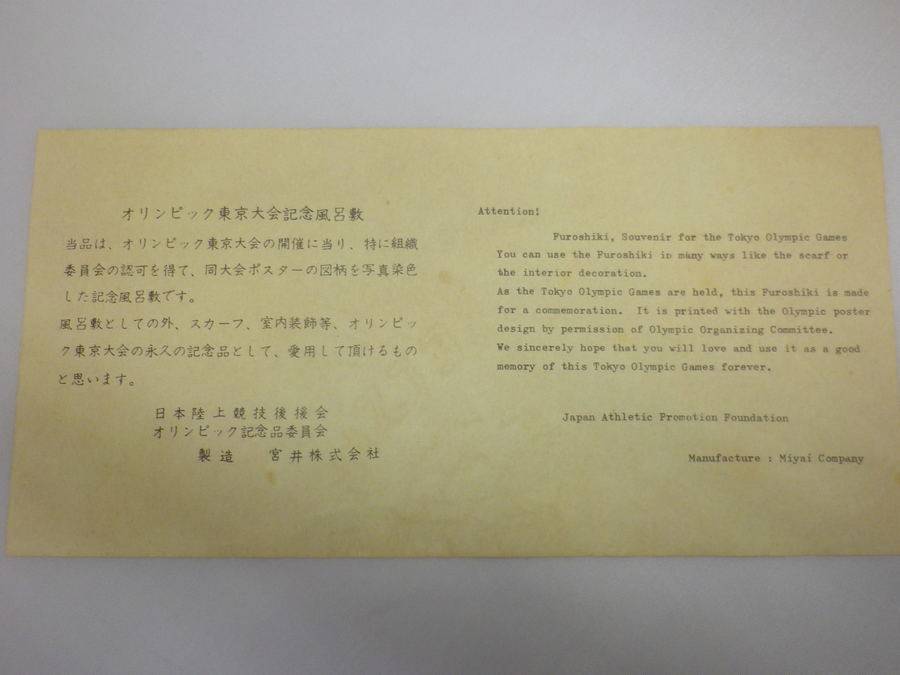 オリンピック東京大会記念風呂敷
当品は、オリンピック東京大会の開催に当り、特に組織
委員会の認可を得て、同大会ポスターの図柄を写真染色
した記念風呂敷です。
風呂敷としての外、スカーフ、室内装飾等、オリンピッ
ク東京大会の永久の記念品として、愛用して頂けるもの
と思います。
日本陸上競技後援会
オリンピック記念品委員会
製造 宮井株式会社
Attention!
Furoshiki, Souvenir for the Tokyo Olympic Games
You can use the Furoshiki in many ways like the scarf or
the interior decoration.
As the Tokyo Olympic Games are held, this Furoshiki is made
for a commemoration. It is printed with the Olympic poster
design by permission of Olympic Organizing Committee.
We sincerely hope that you will love and use it as a good
memory of this Tokyo Olympic Games forever.
Japan Athletic Promotion Foundation
Manufacture : Miyai Company